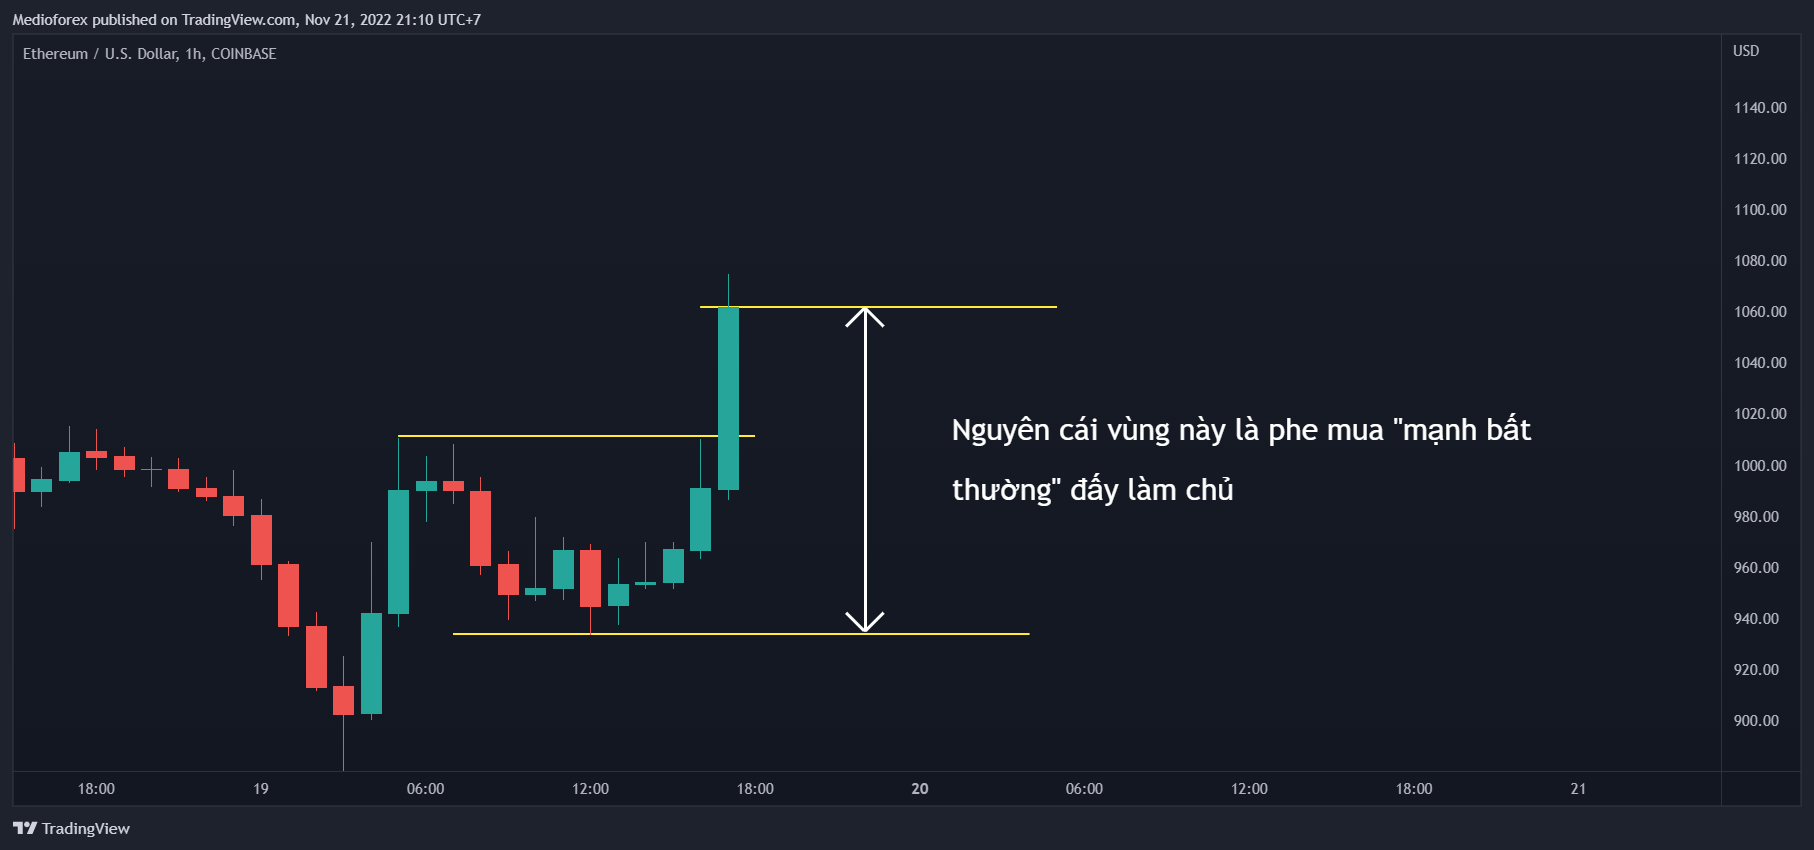 Medioforex published on TradingView.com, Nov 21, 2022 21:10 UTC+7
Ethereum / U.S. Dollar, 1h, COINBASE
USD
1140.00
1120.00
1100.00
1080.00
1060.00
1040.00
1020.00
1000.00
980.00
960.00
940.00
920.00
900.00
Nguyên cái vùng này là phe mua "mạnh bất
thường" đấy làm chủ
18:00 19 06:00 12:00 18:00 20 06:00 12:00 18:00 21
TradingView